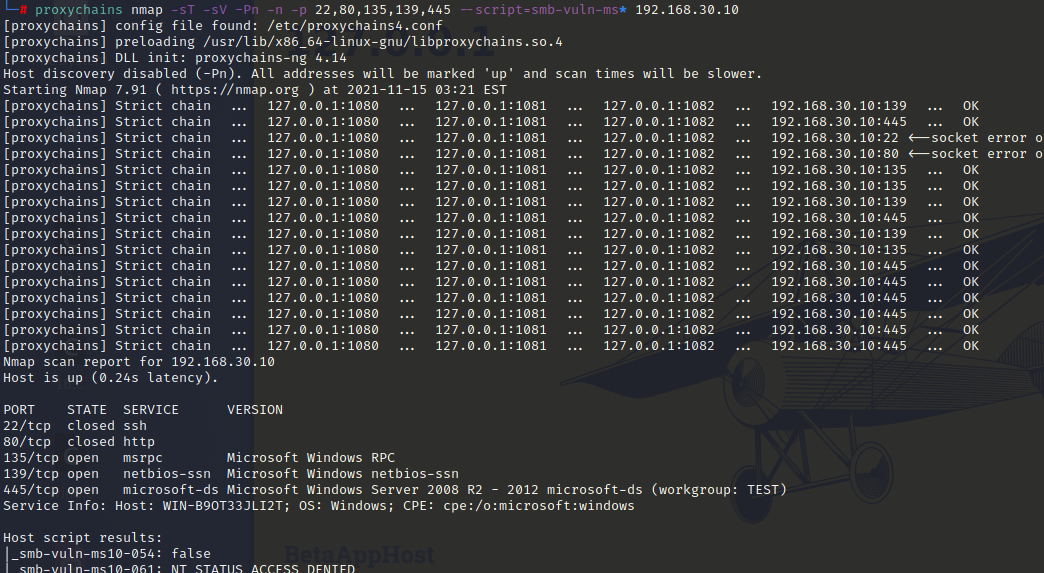 └─# proxychains nmap -sT -sV -Pn -n -p 22,80,135,139,445 --script=smb-vuln-ms* 192.168.30.10
[proxychains] config file found: /etc/proxychains4.conf
[proxychains] preloading /usr/lib/x86_64-linux-gnu/libproxychains.so.4
[proxychains] DLL init: proxychains-ng 4.14
Host discovery disabled (-Pn). All addresses will be marked 'up' and scan times will be slower.
Starting Nmap 7.91 ( https://nmap.org ) at 2021-11-15 03:21 EST
[proxychains] Strict chain ... 127.0.0.1:1080 ... 127.0.0.1:1081 ... 127.0.0.1:1082 ... 192.168.30.10:139 ... OK
[proxychains] Strict chain ... 127.0.0.1:1080 ... 127.0.0.1:1081 ... 127.0.0.1:1082 ... 192.168.30.10:445 ... OK
[proxychains] Strict chain ... 127.0.0.1:1080 ... 127.0.0.1:1081 ... 127.0.0.1:1082 ... 192.168.30.10:22 <--socket error o
[proxychains] Strict chain ... 127.0.0.1:1080 ... 127.0.0.1:1081 ... 127.0.0.1:1082 ... 192.168.30.10:80 <--socket error o
[proxychains] Strict chain ... 127.0.0.1:1080 ... 127.0.0.1:1081 ... 127.0.0.1:1082 ... 192.168.30.10:135 ... OK
[proxychains] Strict chain ... 127.0.0.1:1080 ... 127.0.0.1:1081 ... 127.0.0.1:1082 ... 192.168.30.10:135 ... OK
[proxychains] Strict chain ... 127.0.0.1:1080 ... 127.0.0.1:1081 ... 127.0.0.1:1082 ... 192.168.30.10:139 ... OK
[proxychains] Strict chain ... 127.0.0.1:1080 ... 127.0.0.1:1081 ... 127.0.0.1:1082 ... 192.168.30.10:445 ... OK
[proxychains] Strict chain ... 127.0.0.1:1080 ... 127.0.0.1:1081 ... 127.0.0.1:1082 ... 192.168.30.10:139 ... OK
[proxychains] Strict chain ... 127.0.0.1:1080 ... 127.0.0.1:1081 ... 127.0.0.1:1082 ... 192.168.30.10:135 ... OK
[proxychains] Strict chain ... 127.0.0.1:1080 ... 127.0.0.1:1081 ... 127.0.0.1:1082 ... 192.168.30.10:445 ... OK
[proxychains] Strict chain ... 127.0.0.1:1080 ... 127.0.0.1:1081 ... 127.0.0.1:1082 ... 192.168.30.10:445 ... OK
[proxychains] Strict chain ... 127.0.0.1:1080 ... 127.0.0.1:1081 ... 127.0.0.1:1082 ... 192.168.30.10:445 ... OK
[proxychains] Strict chain ... 127.0.0.1:1080 ... 127.0.0.1:1081 ... 127.0.0.1:1082 ... 192.168.30.10:445 ... OK
[proxychains] Strict chain ... 127.0.0.1:1080 ... 127.0.0.1:1081 ... 127.0.0.1:1082 ... 192.168.30.10:445 ... OK
[proxychains] Strict chain ... 127.0.0.1:1080 ... 127.0.0.1:1081 ... 127.0.0.1:1082 ... 192.168.30.10:445 ... OK
Nmap scan report for 192.168.30.10
Host is up (0.24s latency).
PORT STATE SERVICE VERSION
22/tcp closed ssh
80/tcp closed http
135/tcp open msrpc Microsoft Windows RPC
139/tcp open netbios-ssn Microsoft Windows netbios-ssn
445/tcp open microsoft-ds Microsoft Windows Server 2008 R2 - 2012 microsoft-ds (workgroup: TEST)
Service Info: Host: WIN-B9OT33JLI2T; OS: Windows; CPE: cpe:/o:microsoft:windows
Host script results:
|_smb-vuln-ms10-054: false
BetaAppHost
|_smb-vuln-ms10-061: NT_STATUS_ACCESS_DENIED